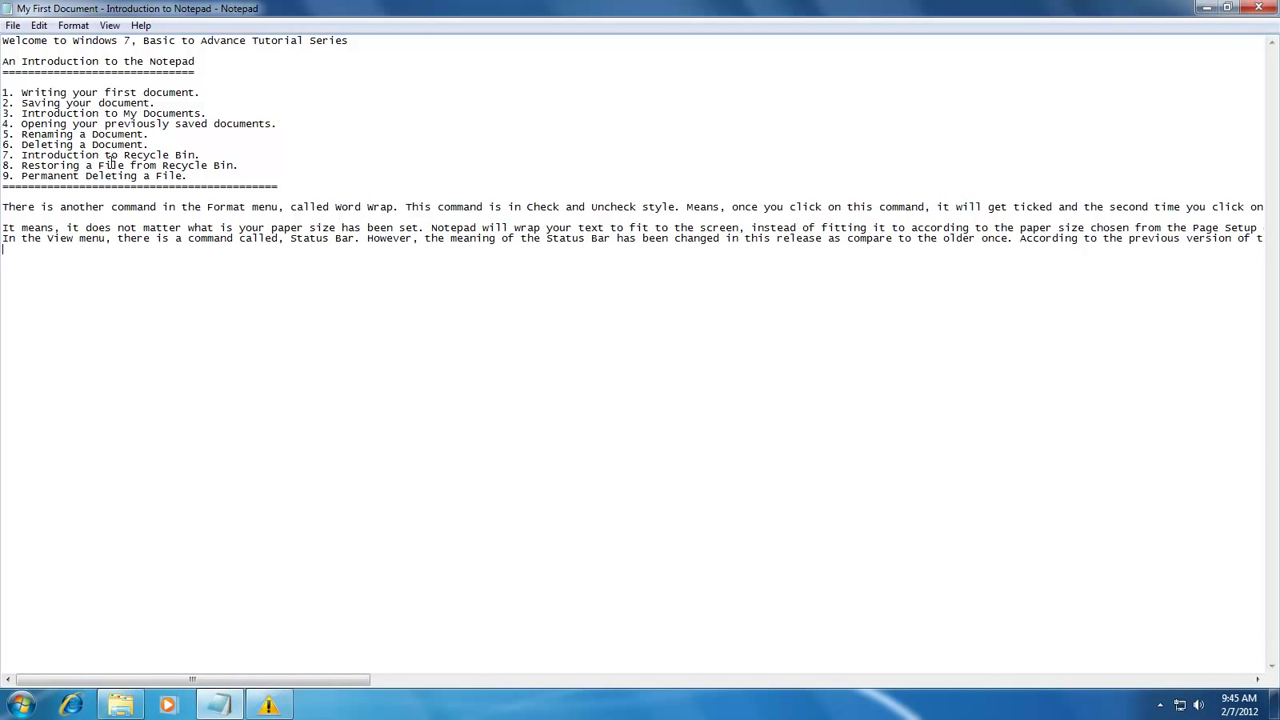 My First Document - Introduction to Notepad - Notepad
File Edit Format View Help
Welcome to Windows 7, Basic to Advance Tutorial Series
An Introduction to the Notepad
==============================
1. Writing your first document.
2. Saving your document.
3. Introduction to My Documents.
4. Opening your previously saved documents.
5. Renaming a Document.
6. Deleting a Document.
7. Introduction to Recycle Bin.
8. Restoring a File from Recycle Bin.
9. Permanent Deleting a File.
===========================================
There is another command in the Format menu, called Word Wrap. This command is in Check and Uncheck style. Means, once you click on this command, it will get ticked and the second time you click on
It means, it does not matter what is your paper size has been set. Notepad will wrap your text to fit to the screen, instead of fitting it to according to the paper size chosen from the Page Setup
In the View menu, there is a command called, Status Bar. However, the meaning of the Status Bar has been changed in this release as compare to the older once. According to the previous version of t
9:45 AM
2/7/2012